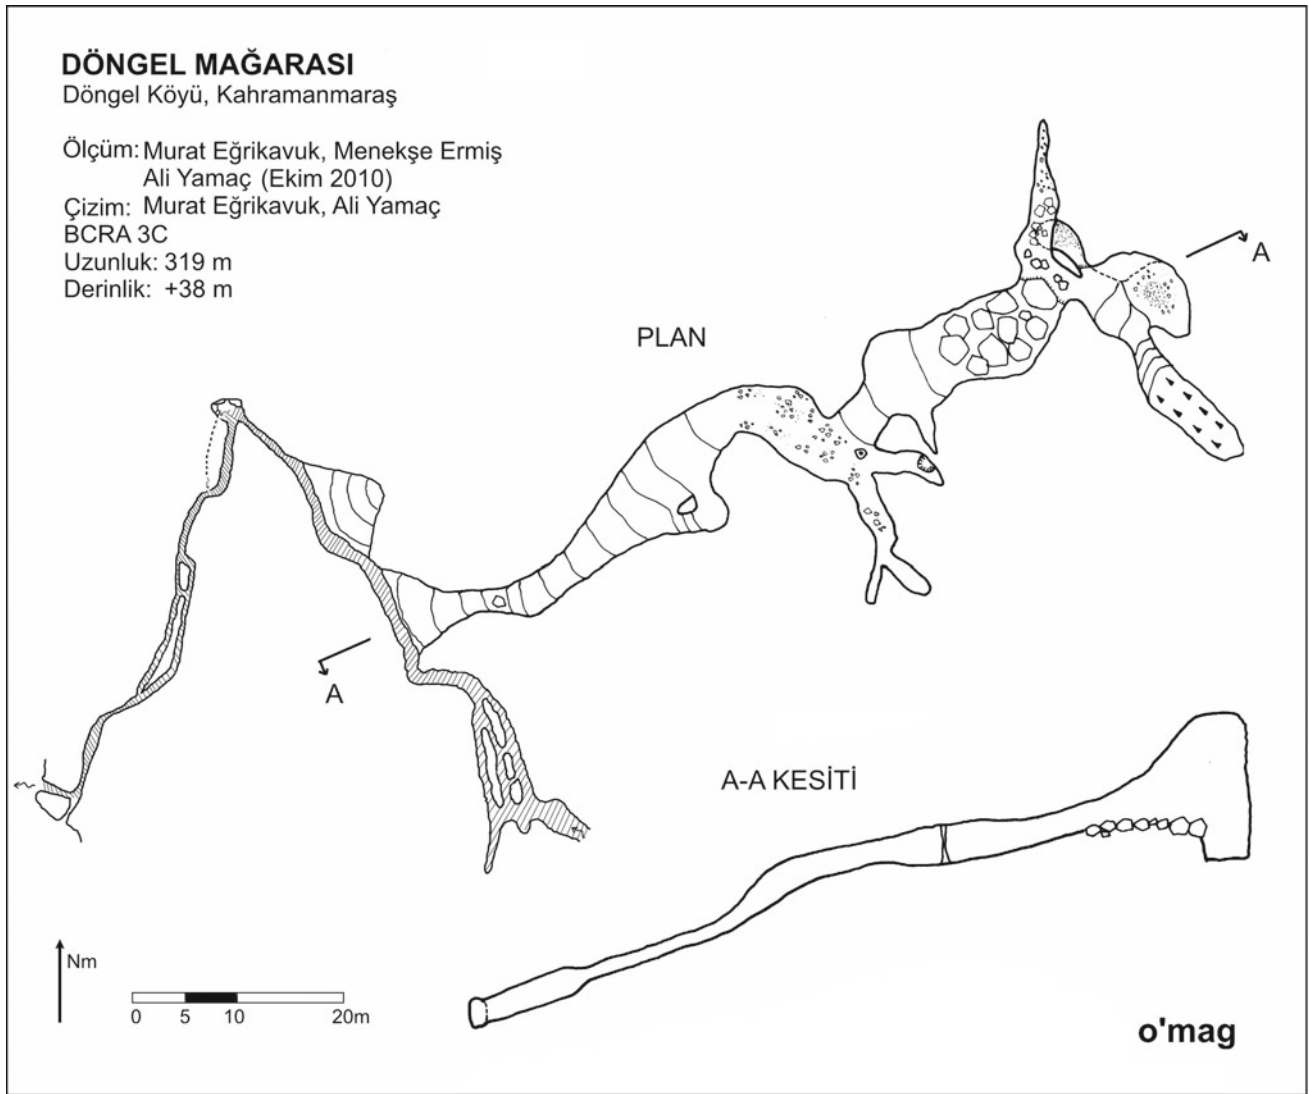 DÖNGEL MAĞARASI
Döngel Köyü, Kahramanmaraş
Ölçüm: Murat Eğrikavuk, Menekşe Ermiş
Ali Yamaç (Ekim 2010)
Çizim: Murat Eğrikavuk, Ali Yamaç
BCRA 3C
Uzunluk: 319 m
Derinlik: +38 m
PLAN
A
A
A-A KESİTİ
Nm
0 5 10 20m
o'mag